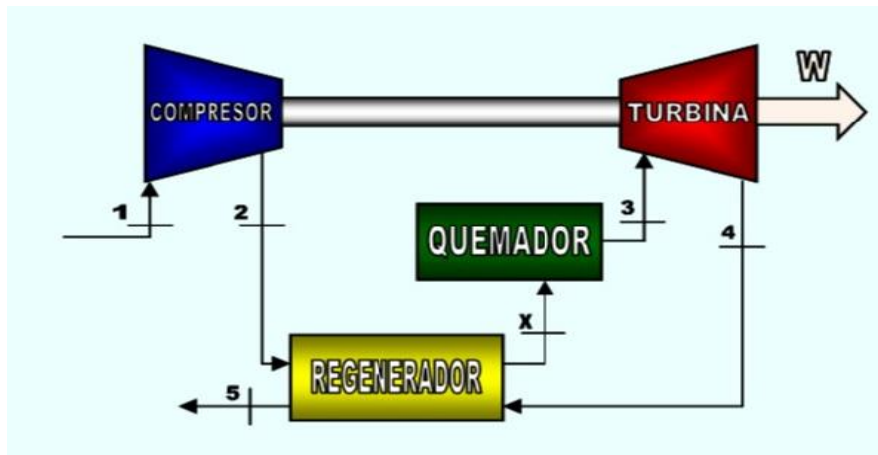 W
COMPRESOR
TURBINA
1
2
3
4
QUEMADOR
X
REGENERADOR
5